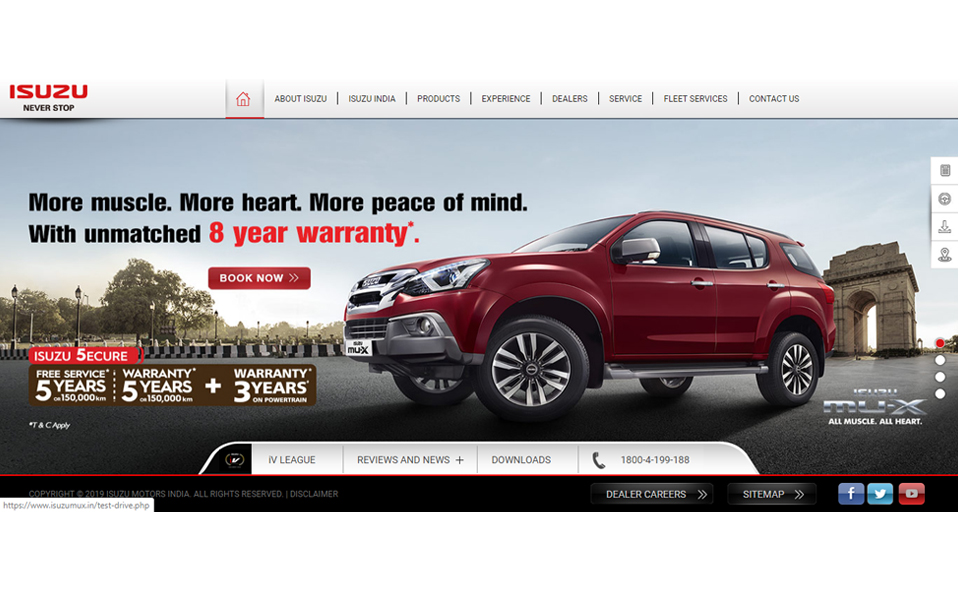 ISUZU
NEVER STOP
ABOUT ISUZU
ISUZU INDIA
PRODUCTS
EXPERIENCE
DEALERS
SERVICE
FLEET SERVICES
CONTACT US
More muscle. More heart. More peace of mind.
With unmatched 8 year warranty*.
BOOK NOW
ISUZU
mu-X
ISUZU 5ECURE
FREE SERVICE*
5 YEARS
OR 150,000 km
WARRANTY*
5 YEARS
OR 150,000 km
+
WARRANTY*
3 YEARS*
ON POWERTRAIN
*T & C Apply
ISUZU
mu-X
ALL MUSCLE. ALL HEART.
iV
iV LEAGUE
REVIEWS AND NEWS +
DOWNLOADS
1800-4-199-188
COPYRIGHT © 2019 ISUZU MOTORS INDIA. ALL RIGHTS RESERVED. | DISCLAIMER
DEALER CAREERS
SITEMAP
https://www.isuzumux.in/test-drive.php